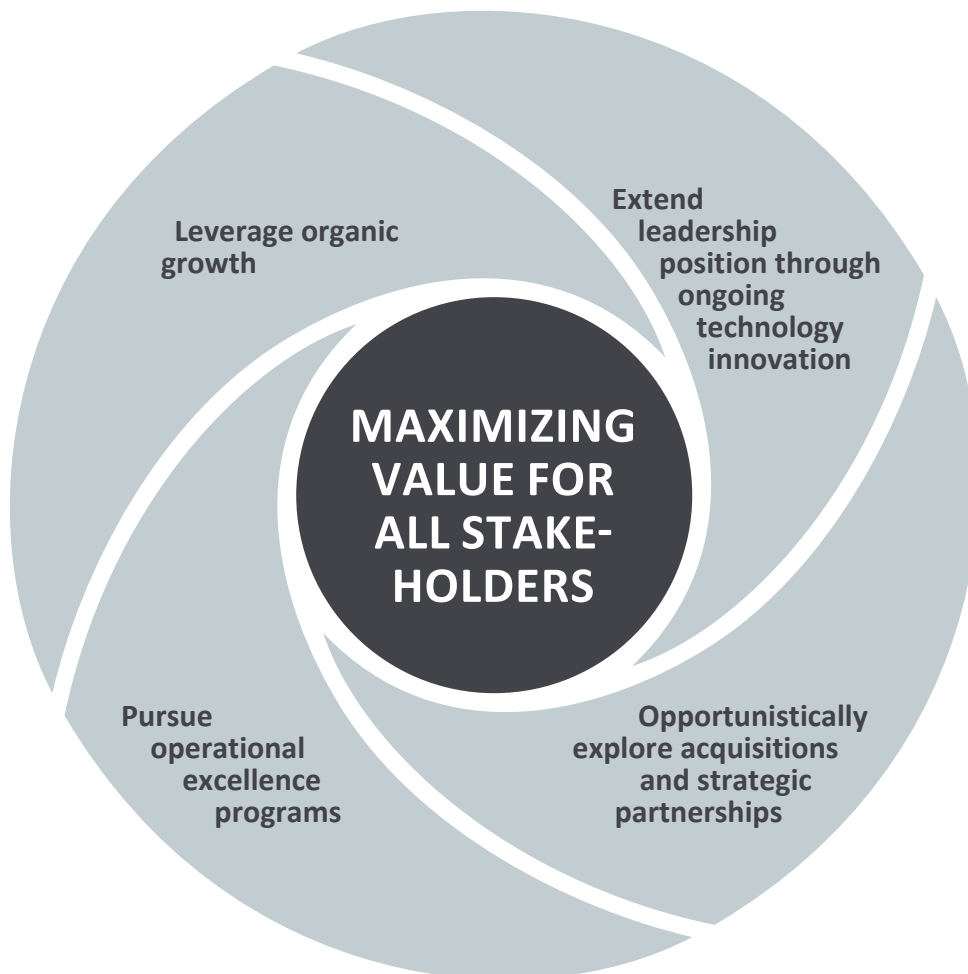 Leverage organic
growth
Extend
leadership
position through
ongoing
technology
innovation
MAXIMIZING
VALUE FOR
ALL STAKE-
HOLDERS
Pursue
operational
excellence
programs
Opportunistically
explore acquisitions
and strategic
partnerships